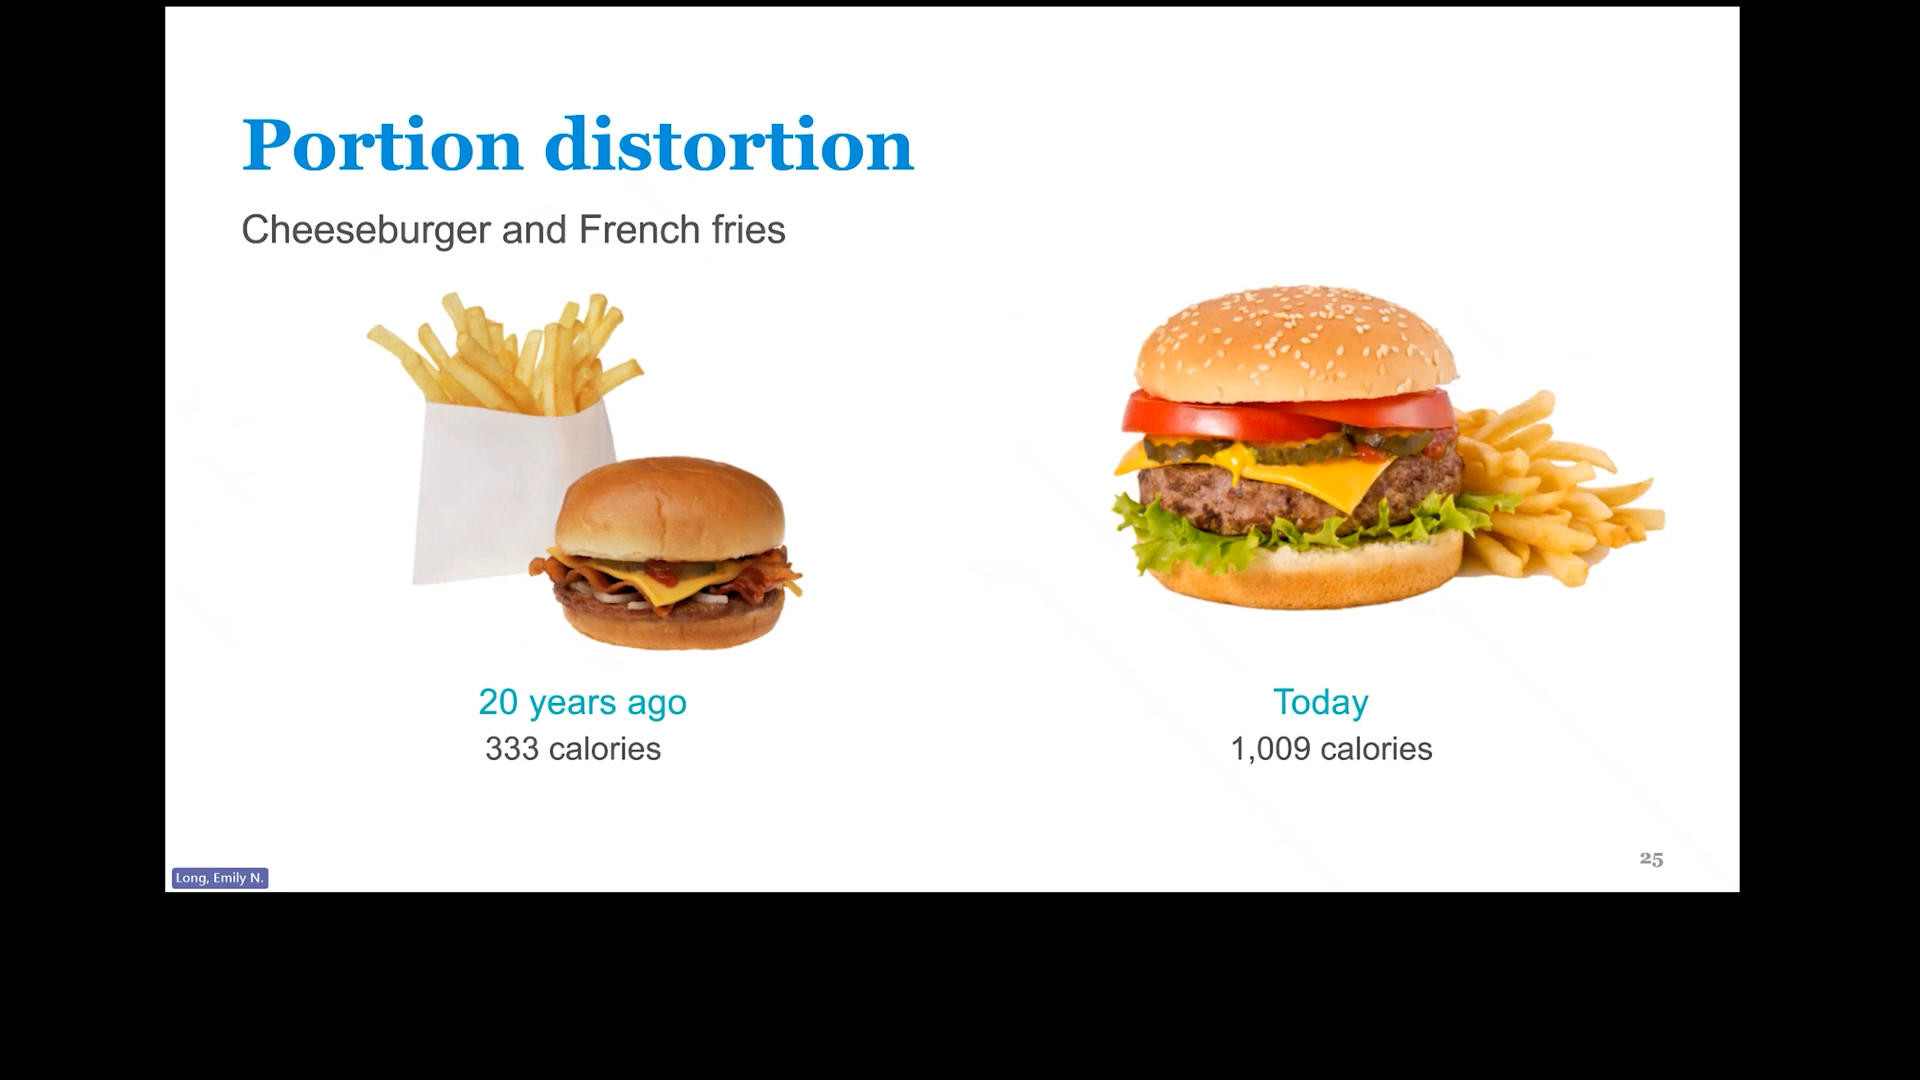 Portion distortion
Cheeseburger and French fries
20 years ago
333 calories
Today
1,009 calories
25
Long, Emily N.